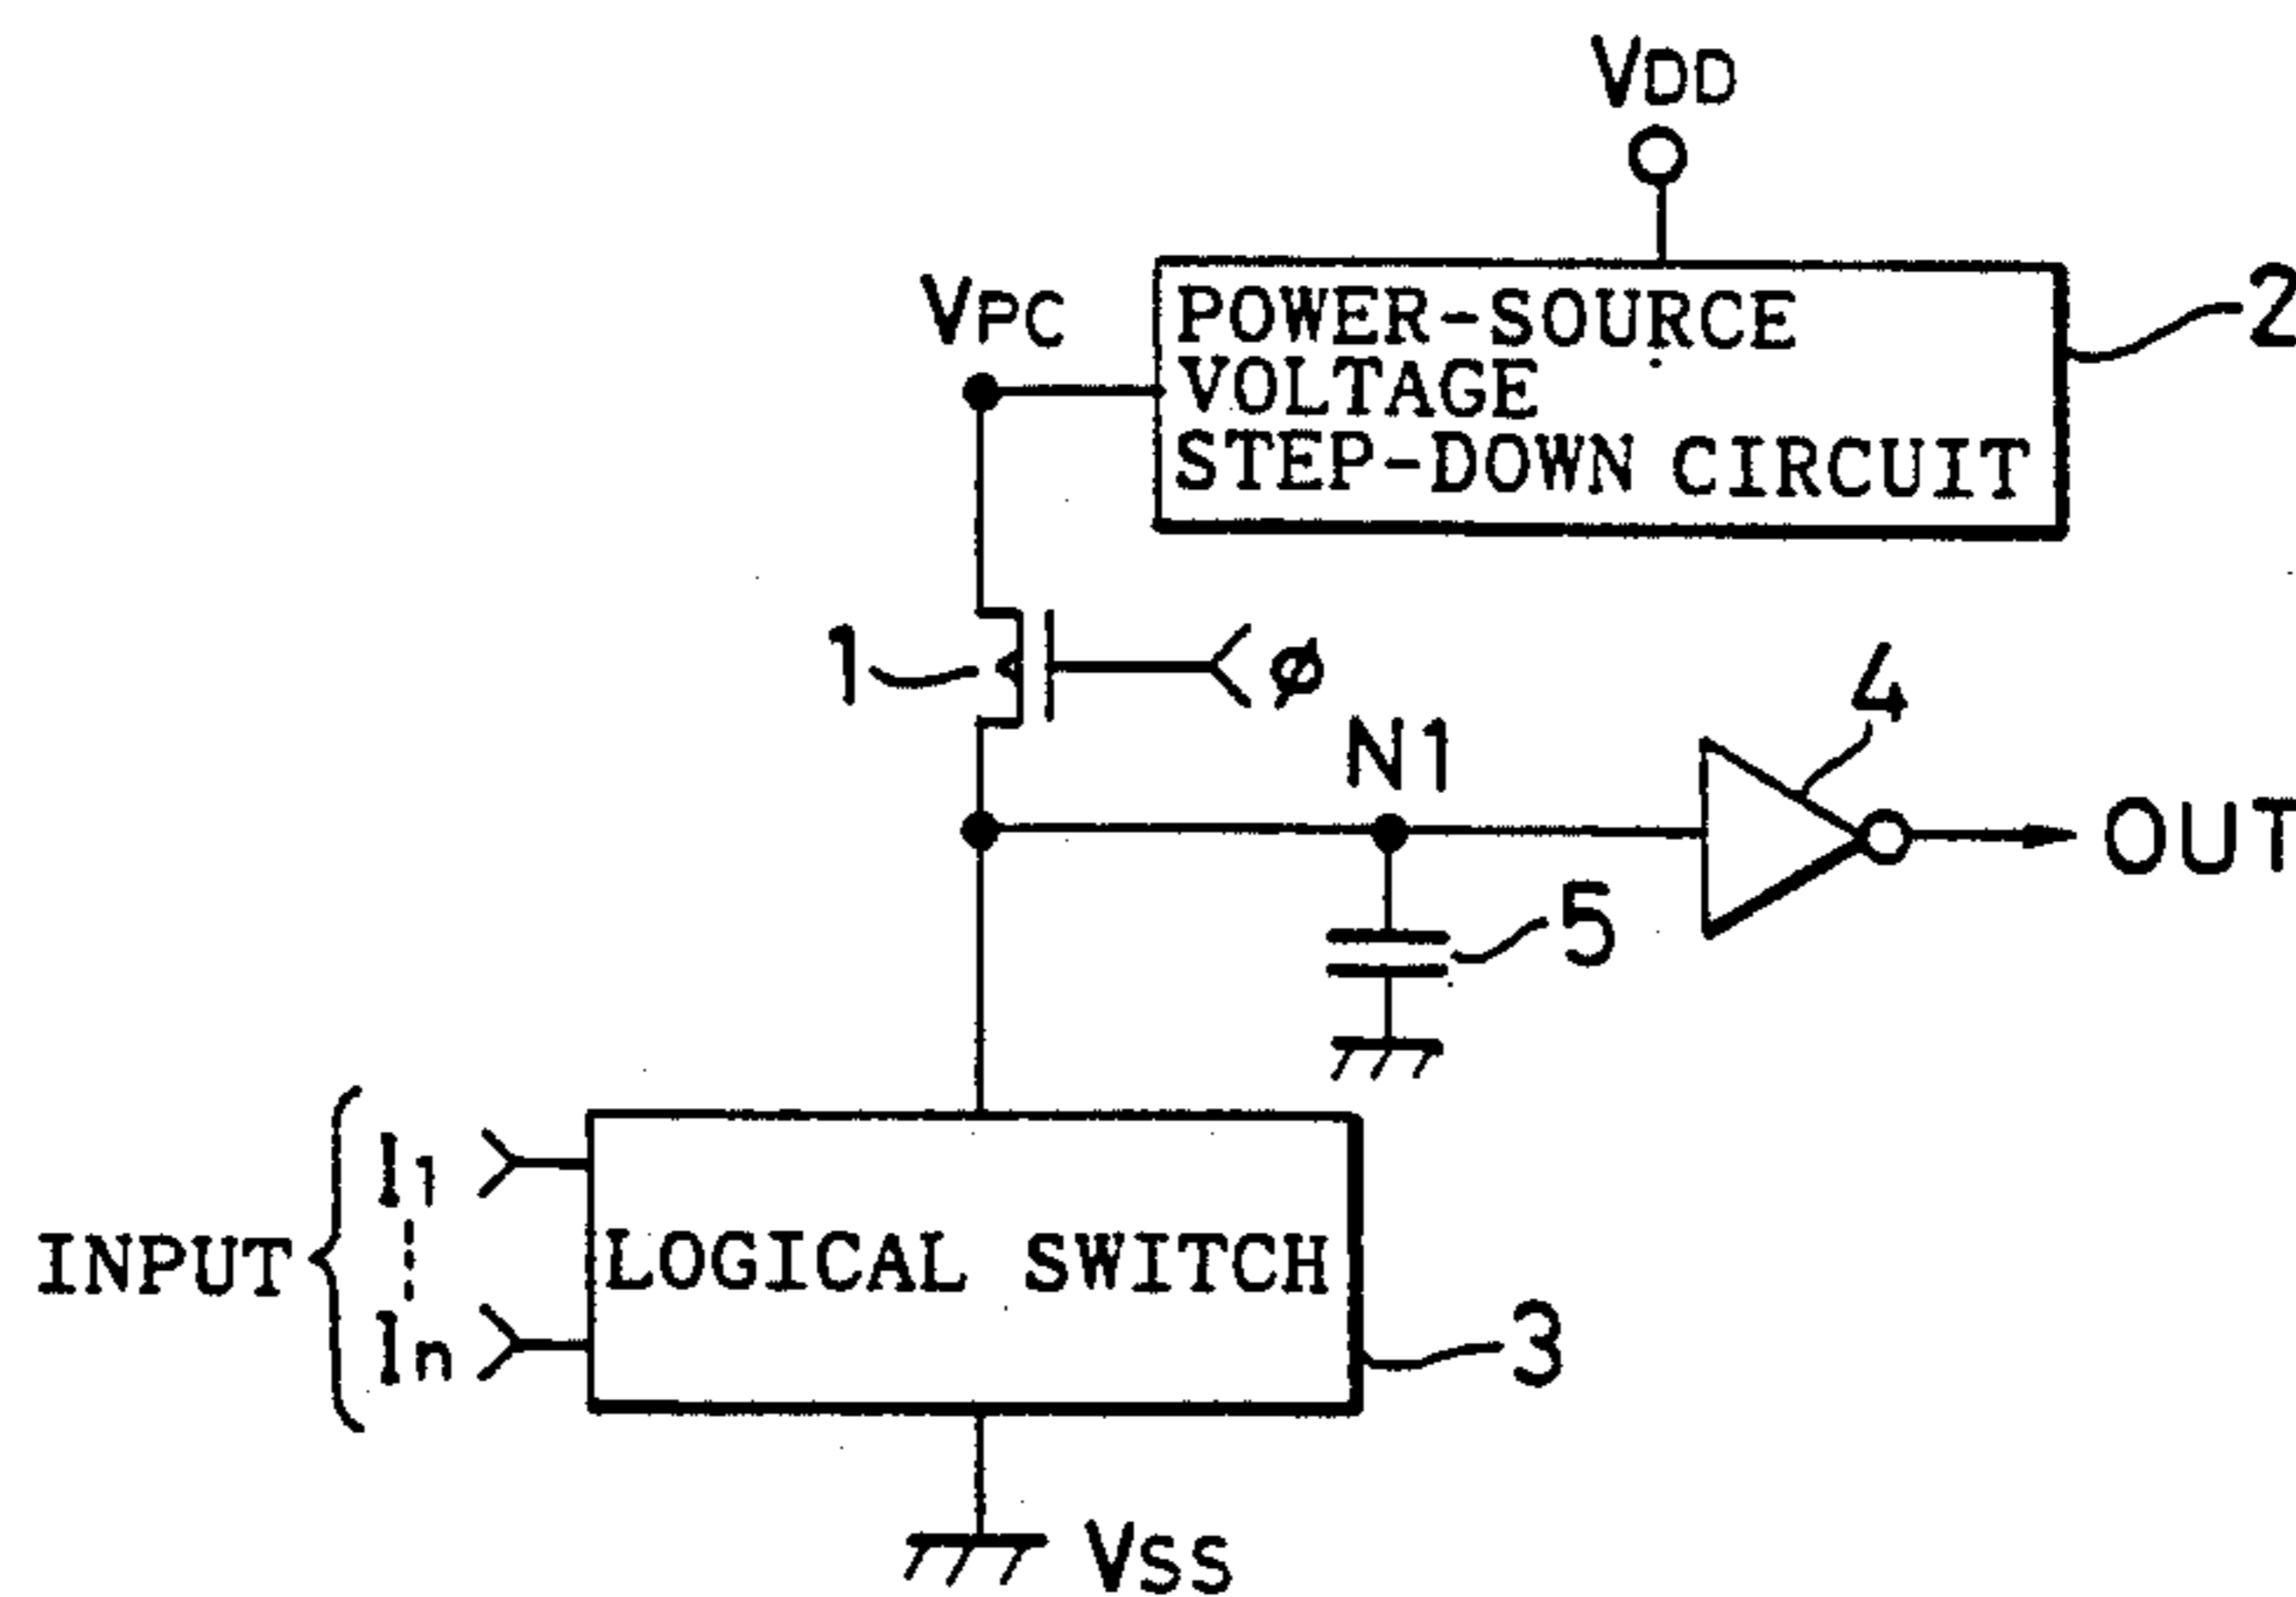 VDD
VPC
POWER-SOURCE
VOLTAGE
STEP-DOWN CIRCUIT
2
1
ø
N1
4
OUT
5
INPUT
I1
In
LOGICAL SWITCH
3
VSS